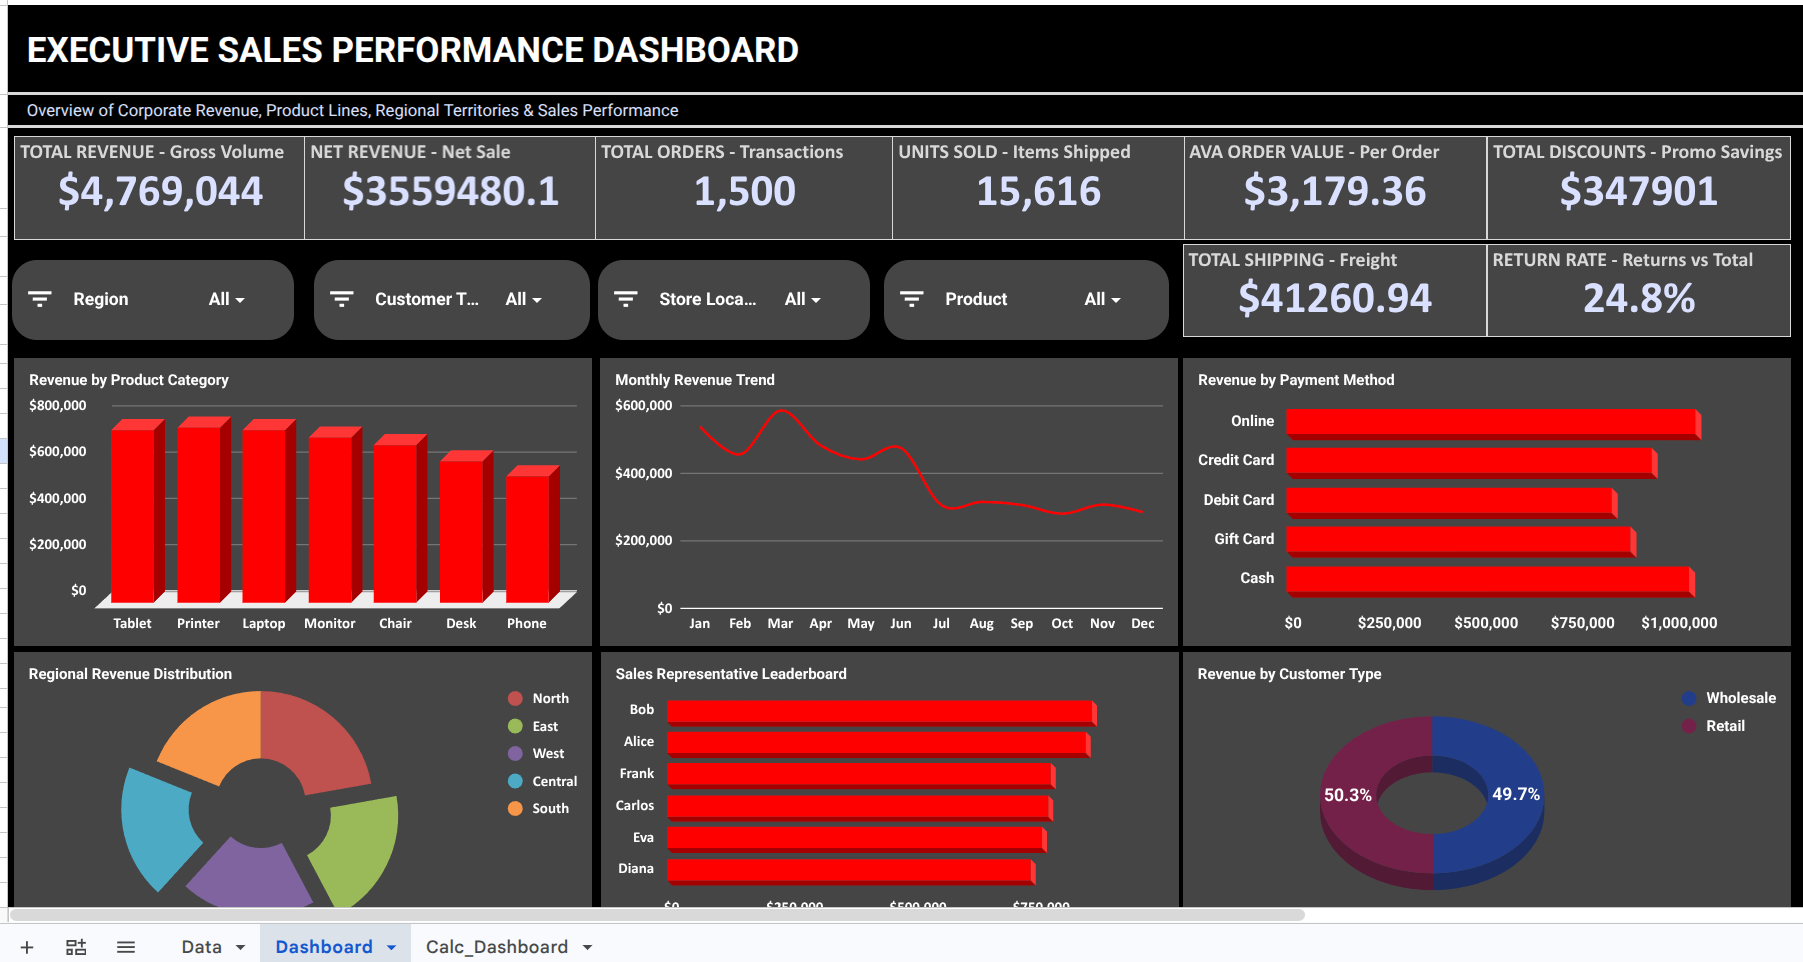 EXECUTIVE SALES PERFORMANCE DASHBOARD
Overview of Corporate Revenue, Product Lines, Regional Territories & Sales Performance
TOTAL REVENUE - Gross Volume
$4,769,044
NET REVENUE - Net Sale
$3559480.1
TOTAL ORDERS - Transactions
1,500
UNITS SOLD - Items Shipped
15,616
AVA ORDER VALUE - Per Order
$3,179.36
TOTAL DISCOUNTS - Promo Savings
$347901
Region All
Customer T... All
Store Loca... All
Product All
TOTAL SHIPPING - Freight
$41260.94
RETURN RATE - Returns vs Total
24.8%
Revenue by Product Category
$800,000
$600,000
$400,000
$200,000
$0
Tablet Printer Laptop Monitor Chair Desk Phone
Monthly Revenue Trend
$600,000
$400,000
$200,000
$0
Jan Feb Mar Apr May Jun Jul Aug Sep Oct Nov Dec
Revenue by Payment Method
Online
Credit Card
Debit Card
Gift Card
Cash
$0 $250,000 $500,000 $750,000 $1,000,000
Regional Revenue Distribution
North
East
West
Central
South
Sales Representative Leaderboard
Bob
Alice
Frank
Carlos
Eva
Diana
$0 $250,000 $500,000 $750,000
Revenue by Customer Type
Wholesale
Retail
50.3% 49.7%
Data Dashboard Calc_Dashboard